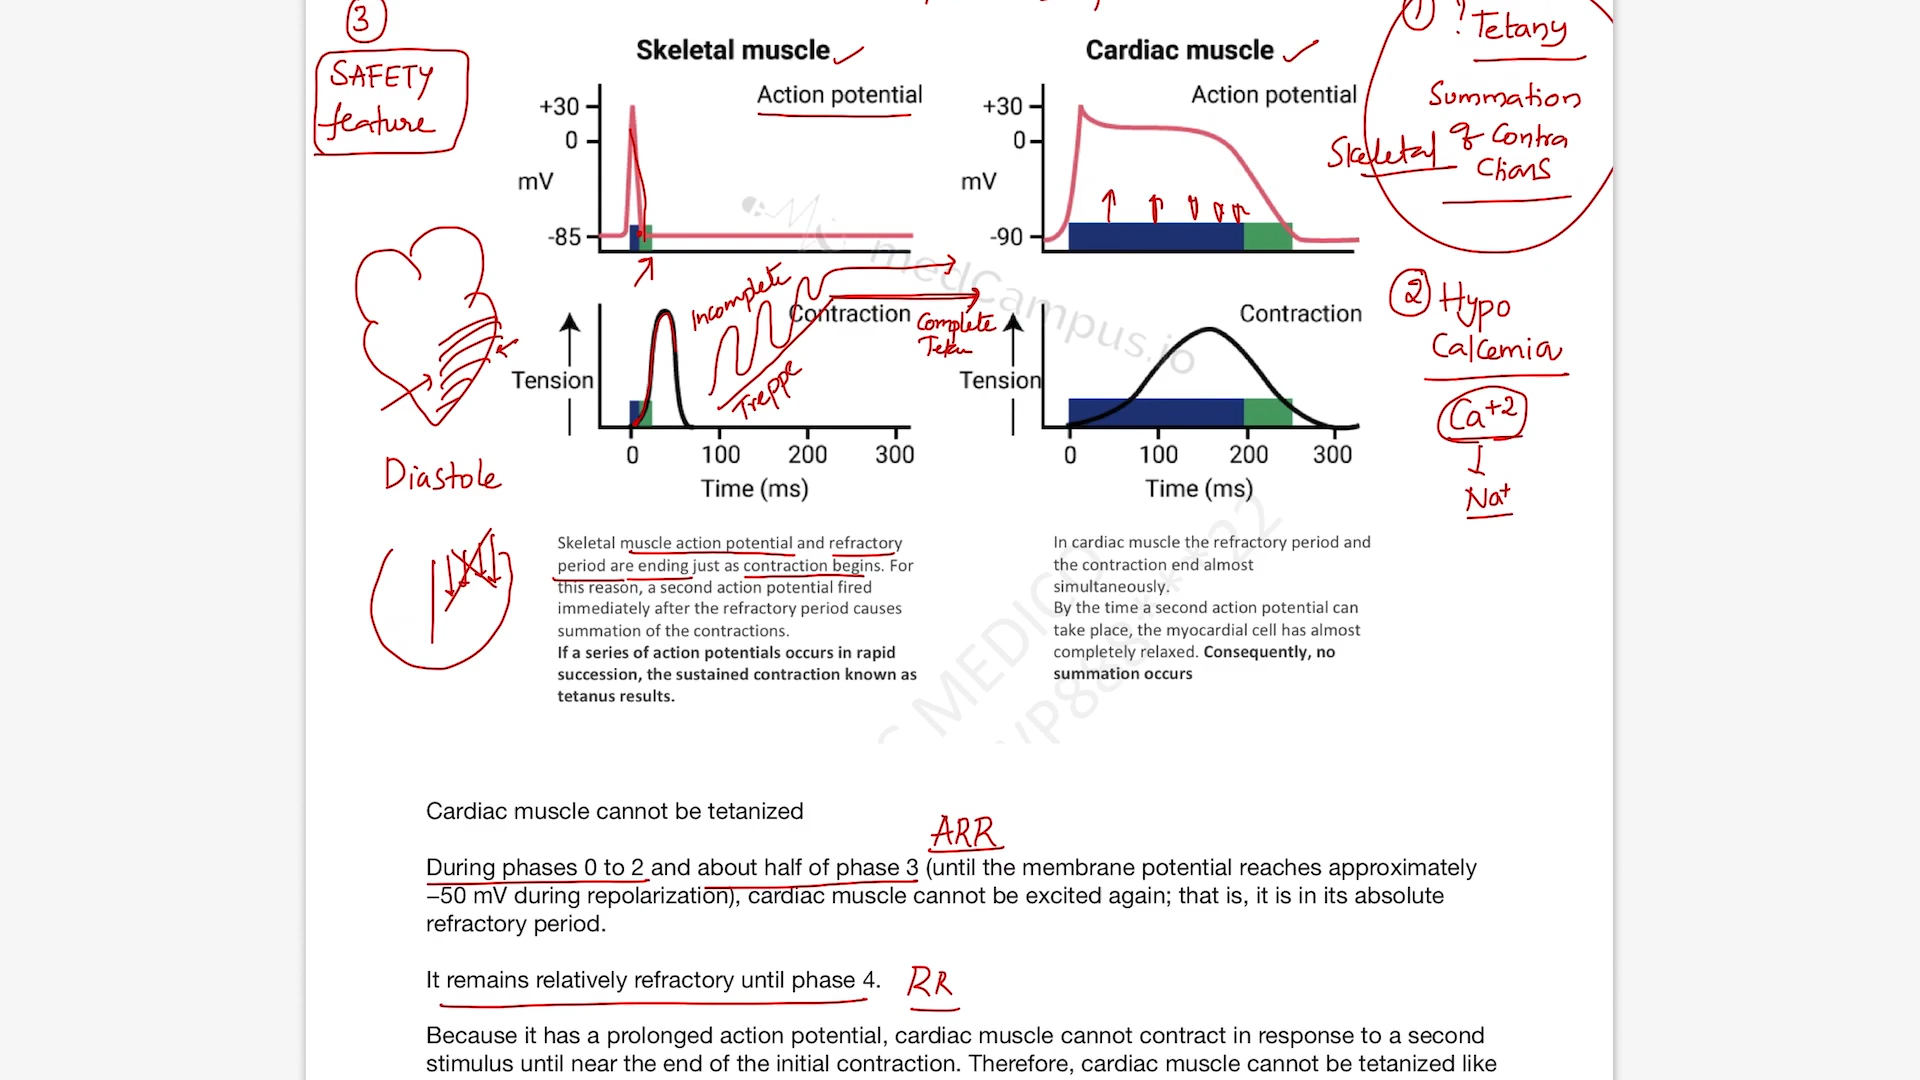 3
SAFETY
feature
Skeletal muscle
Action potential
+30
0
mV
-85
Incomplete
Contraction
Complete
Treppe
Tension
0 100 200 300
Time (ms)
Cardiac muscle
Action potential
+30
0
mV
-90
Contraction
Tension
0 100 200 300
Time (ms)
1 ? Tetany
Summation
of Contra
Skeletal
ctions
2 Hypo
Calcemia
Ca+2
Na+
Diastole
medCampus.io
MEDICO
Skeletal muscle action potential and refractory
period are ending just as contraction begins. For
this reason, a second action potential fired
immediately after the refractory period causes
summation of the contractions.
If a series of action potentials occurs in rapid
succession, the sustained contraction known as
tetanus results.
In cardiac muscle the refractory period and
the contraction end almost
simultaneously.
By the time a second action potential can
take place, the myocardial cell has almost
completely relaxed. Consequently, no
summation occurs
Cardiac muscle cannot be tetanized
ARR
During phases 0 to 2 and about half of phase 3 (until the membrane potential reaches approximately
–50 mV during repolarization), cardiac muscle cannot be excited again; that is, it is in its absolute
refractory period.
It remains relatively refractory until phase 4.
RR
Because it has a prolonged action potential, cardiac muscle cannot contract in response to a second
stimulus until near the end of the initial contraction. Therefore, cardiac muscle cannot be tetanized like